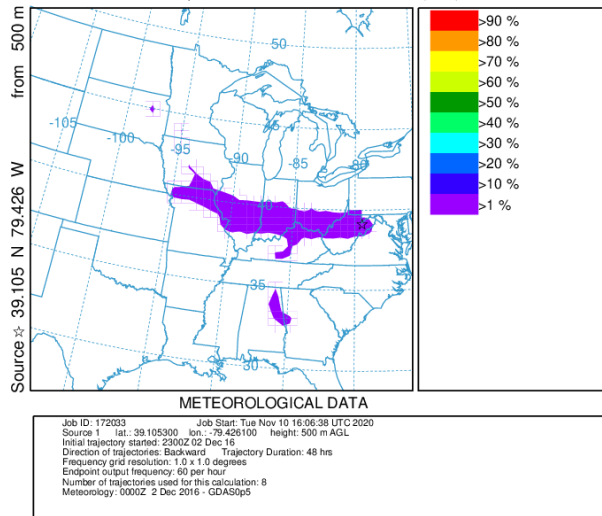 Source ☆ 39.105 N 79.426 W from 500 m
50
-105
-100
-95
-90
45
-85
-80
40
35
30
>90 %
>80 %
>70 %
>60 %
>50 %
>40 %
>30 %
>20 %
>10 %
>1 %
METEOROLOGICAL DATA
Job ID: 172033 Job Start: Tue Nov 10 16:06:38 UTC 2020
Source 1 lat.: 39.105300 lon.: -79.426100 height: 500 m AGL
Initial trajectory started: 2300Z 02 Dec 16
Direction of trajectories: Backward Trajectory Duration: 48 hrs
Frequency grid resolution: 1.0 x 1.0 degrees
Endpoint output frequency: 60 per hour
Number of trajectories used for this calculation: 8
Meteorology: 0000Z 2 Dec 2016 - GDAS0p5